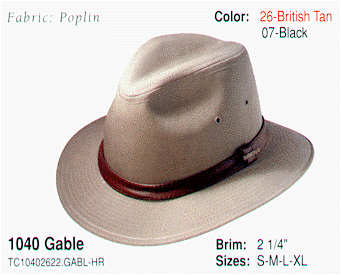 Fabric: Poplin
Color: 26-British Tan
07-Black
1040 Gable
TC10402622.GABL-HR
Brim: 2 1/4"
Sizes: S-M-L-XL